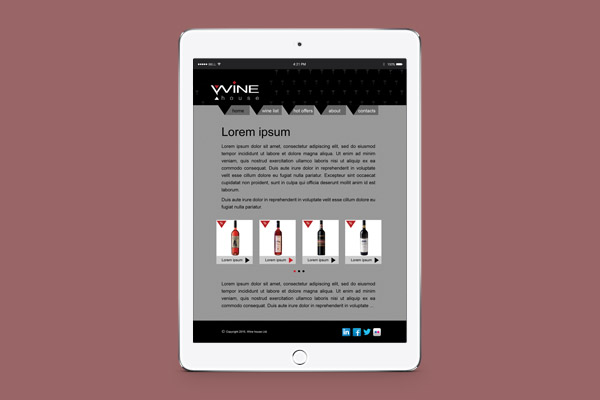 BELL
4:21 PM
100%
WINE
house
home wine list hot offers about contacts
Lorem ipsum
Lorem ipsum dolor sit amet, consectetur adipiscing elit, sed do eiusmod
tempor incididunt ut labore et dolore magna aliqua. Ut enim ad minim
veniam, quis nostrud exercitation ullamco laboris nisi ut aliquip ex ea
commodo consequat. Duis aute irure dolor in reprehenderit in voluptate
velit esse cillum dolore eu fugiat nulla pariatur. Excepteur sint occaecat
cupidatat non proident, sunt in culpa qui officia deserunt mollit anim id est
laborum.
Duis aute irure dolor in reprehenderit in voluptate velit esse cillum dolore eu
fugiat nulla pariatur.
Lorem ipsum Lorem ipsum Lorem ipsum Lorem ipsum
Lorem ipsum dolor sit amet, consectetur adipiscing elit, sed do eiusmod
tempor incididunt ut labore et dolore magna aliqua. Ut enim ad minim
veniam, quis nostrud exercitation ullamco laboris nisi ut aliquip ex ea
commodo consequat. Duis aute irure dolor in reprehenderit in voluptate ...
© Copyright 2015, Wine house Ltd.